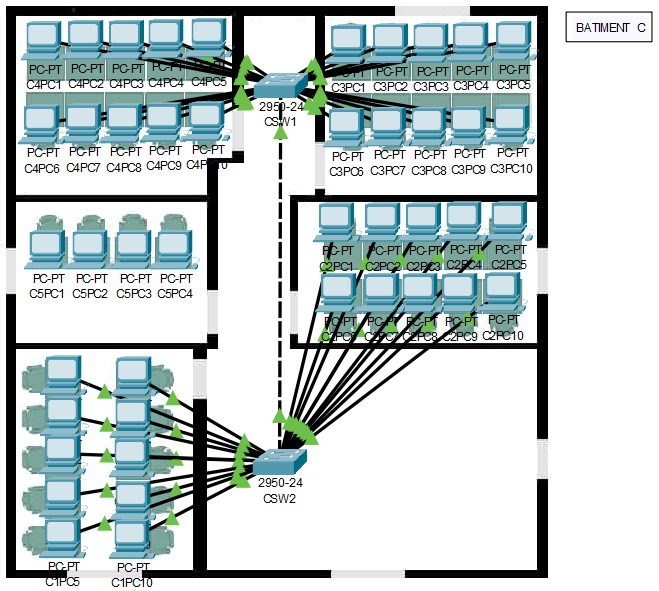 BATIMENT C
PC-PT PC-PT PC-PT PC-PT PC-PT
C4PC1 C4PC2 C4PC3 C4PC4 C4PC5
PC-PT PC-PT PC-PT PC-PT PC-PT
C3PC1 C3PC2 C3PC3 C3PC4 C3PC5
2950-24
CSW1
PC-PT PC-PT PC-PT PC-PT PC-PT
C4PC6 C4PC7 C4PC8 C4PC9 C4PC10
PC-PT PC-PT PC-PT PC-PT PC-PT
C3PC6 C3PC7 C3PC8 C3PC9 C3PC10
PC-PT PC-PT PC-PT PC-PT
C5PC1 C5PC2 C5PC3 C5PC4
PC-PT PC-PT PC-PT PC-PT PC-PT
C2PC1 C2PC2 C2PC3 C2PC4 C2PC5
PC-PT PC-PT PC-PT PC-PT PC-PT
C2PC6 C2PC7 C2PC8 C2PC9 C2PC10
2950-24
CSW2
PC-PT PC-PT
C1PC5 C1PC10